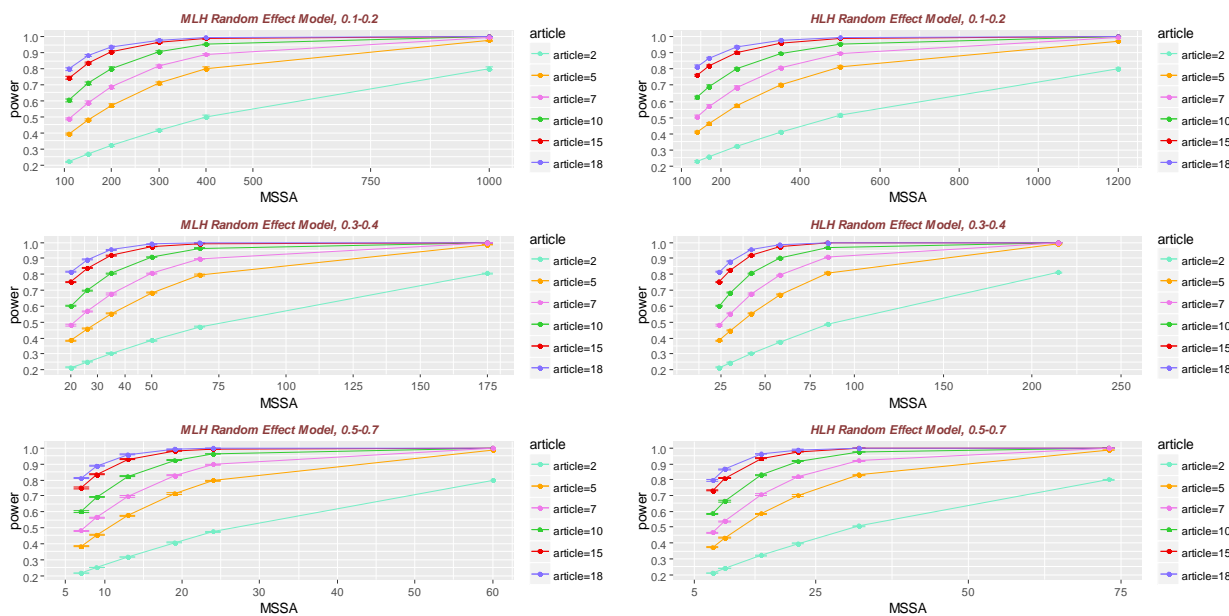 MLH Random Effect Model, 0.1-0.2
power
1.0
0.9
0.8
0.7
0.6
0.5
0.4
0.3
0.2
100
200
300
400
500
750
1000
MSSA
article
article=2
article=5
article=7
article=10
article=15
article=18
HLH Random Effect Model, 0.1-0.2
power
1.0
0.9
0.8
0.7
0.6
0.5
0.4
0.3
0.2
100
200
400
600
800
1000
1200
MSSA
article
article=2
article=5
article=7
article=10
article=15
article=18
MLH Random Effect Model, 0.3-0.4
power
1.0
0.9
0.8
0.7
0.6
0.5
0.4
0.3
0.2
20
30
40
50
75
100
125
150
175
MSSA
article
article=2
article=5
article=7
article=10
article=15
article=18
HLH Random Effect Model, 0.3-0.4
power
1.0
0.9
0.8
0.7
0.6
0.5
0.4
0.3
0.2
25
50
75
100
150
200
250
MSSA
article
article=2
article=5
article=7
article=10
article=15
article=18
MLH Random Effect Model, 0.5-0.7
power
1.0
0.9
0.8
0.7
0.6
0.5
0.4
0.3
0.2
5
10
20
30
40
50
60
MSSA
article
article=2
article=5
article=7
article=10
article=15
article=18
HLH Random Effect Model, 0.5-0.7
power
1.0
0.9
0.8
0.7
0.6
0.5
0.4
0.3
0.2
5
25
50
75
MSSA
article
article=2
article=5
article=7
article=10
article=15
article=18